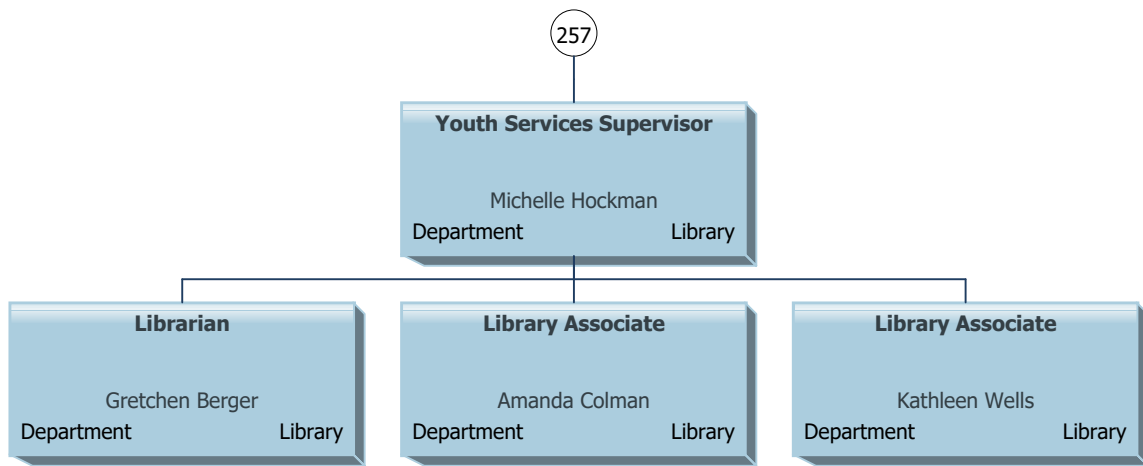 257
Youth Services Supervisor
Michelle Hockman
Department Library
Librarian
Gretchen Berger
Department Library
Library Associate
Amanda Colman
Department Library
Library Associate
Kathleen Wells
Department Library